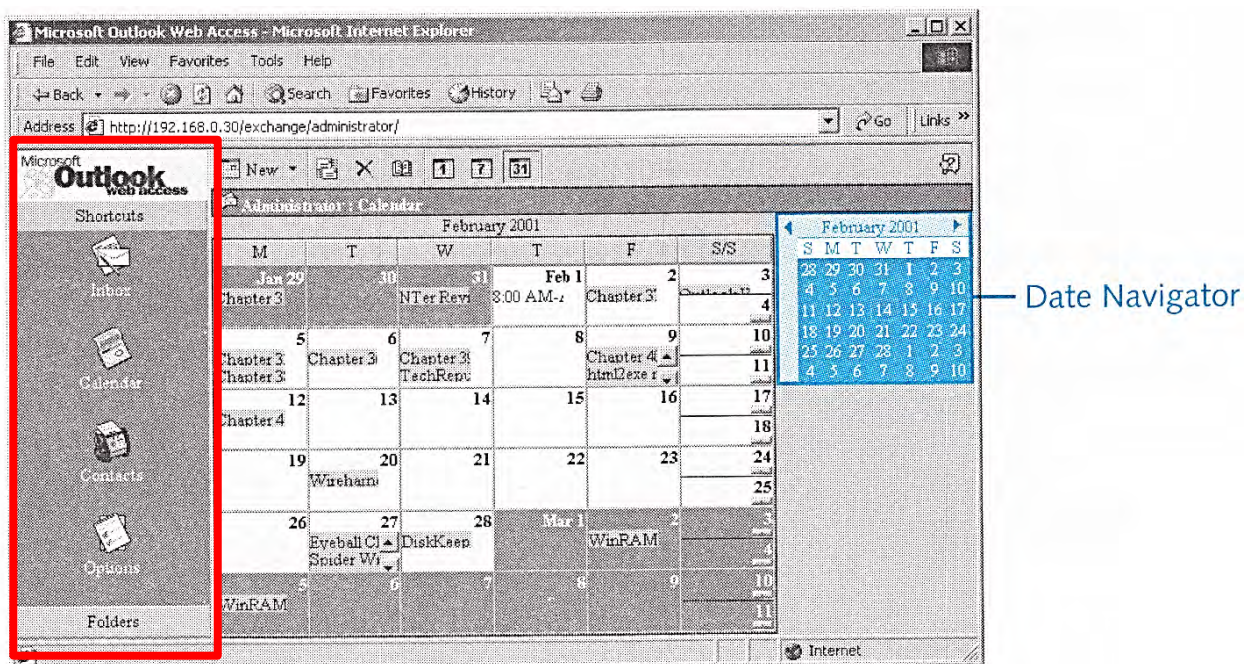 Microsoft Outlook Web Access - Microsoft Internet Explorer
File Edit View Favorites Tools Help
Back Search Favorites History
Address http://192.168.0.30/exchange/administrator/ Go Links »
Microsoft
Outlook
web access
New 1 7 31
Shortcuts
Inbox
Calendar
Contacts
Options
Folders
Administrator : Calendar
February 2001
M T W T F S/S
Jan 29 30 31 Feb 1 2 3
Chapter 3 NTer Revi 8:00 AM-
4
5 6 7 8 9 10
Chapter 3 Chapter 3 Chapter 39 Chapter 4
Chapter 3 TechRepu html2exe r 11
12 13 14 15 16 17
Chapter 4 18
19 20 21 22 23 24
25
26 27 28 Mar 1 2 3
Eyeball Cl DiskKeep WinRAM
Spider W 4
5 6 7 8 9 10
WinRAM 11
February 2001
S M T W T F S
28 29 30 31 1 2 3
4 5 6 7 8 9 10
11 12 13 14 15 16 17
18 19 20 21 22 23 24
25 26 27 28 1 2 3
4 5 6 7 8 9 10
Date Navigator
Internet